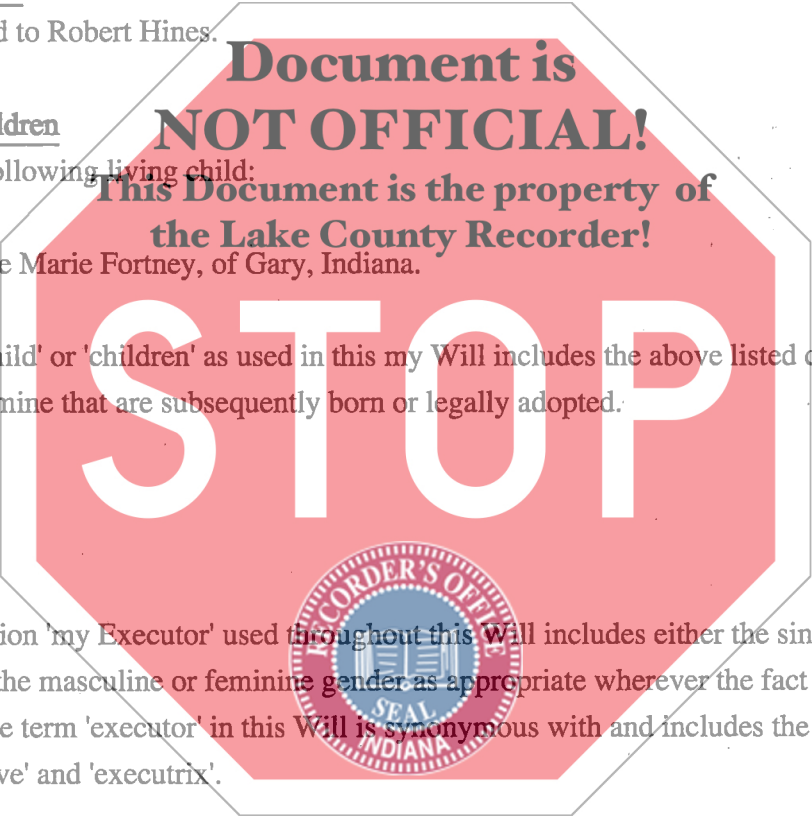 d to Robert Hines.
Document is
NOT OFFICIAL!
ldren
ollowing living child:
This Document is the property of
the Lake County Recorder!
e Marie Fortney, of Gary, Indiana.
STOP
ild' or 'children' as used in this my Will includes the above listed c
mine that are subsequently born or legally adopted.
RECORDER'S OFFICE
SEAL
INDIANA
ion 'my Executor' used throughout this Will includes either the sin
the masculine or feminine gender as appropriate wherever the fact
e term 'executor' in this Will is synonymous with and includes the
ve' and 'executrix'.